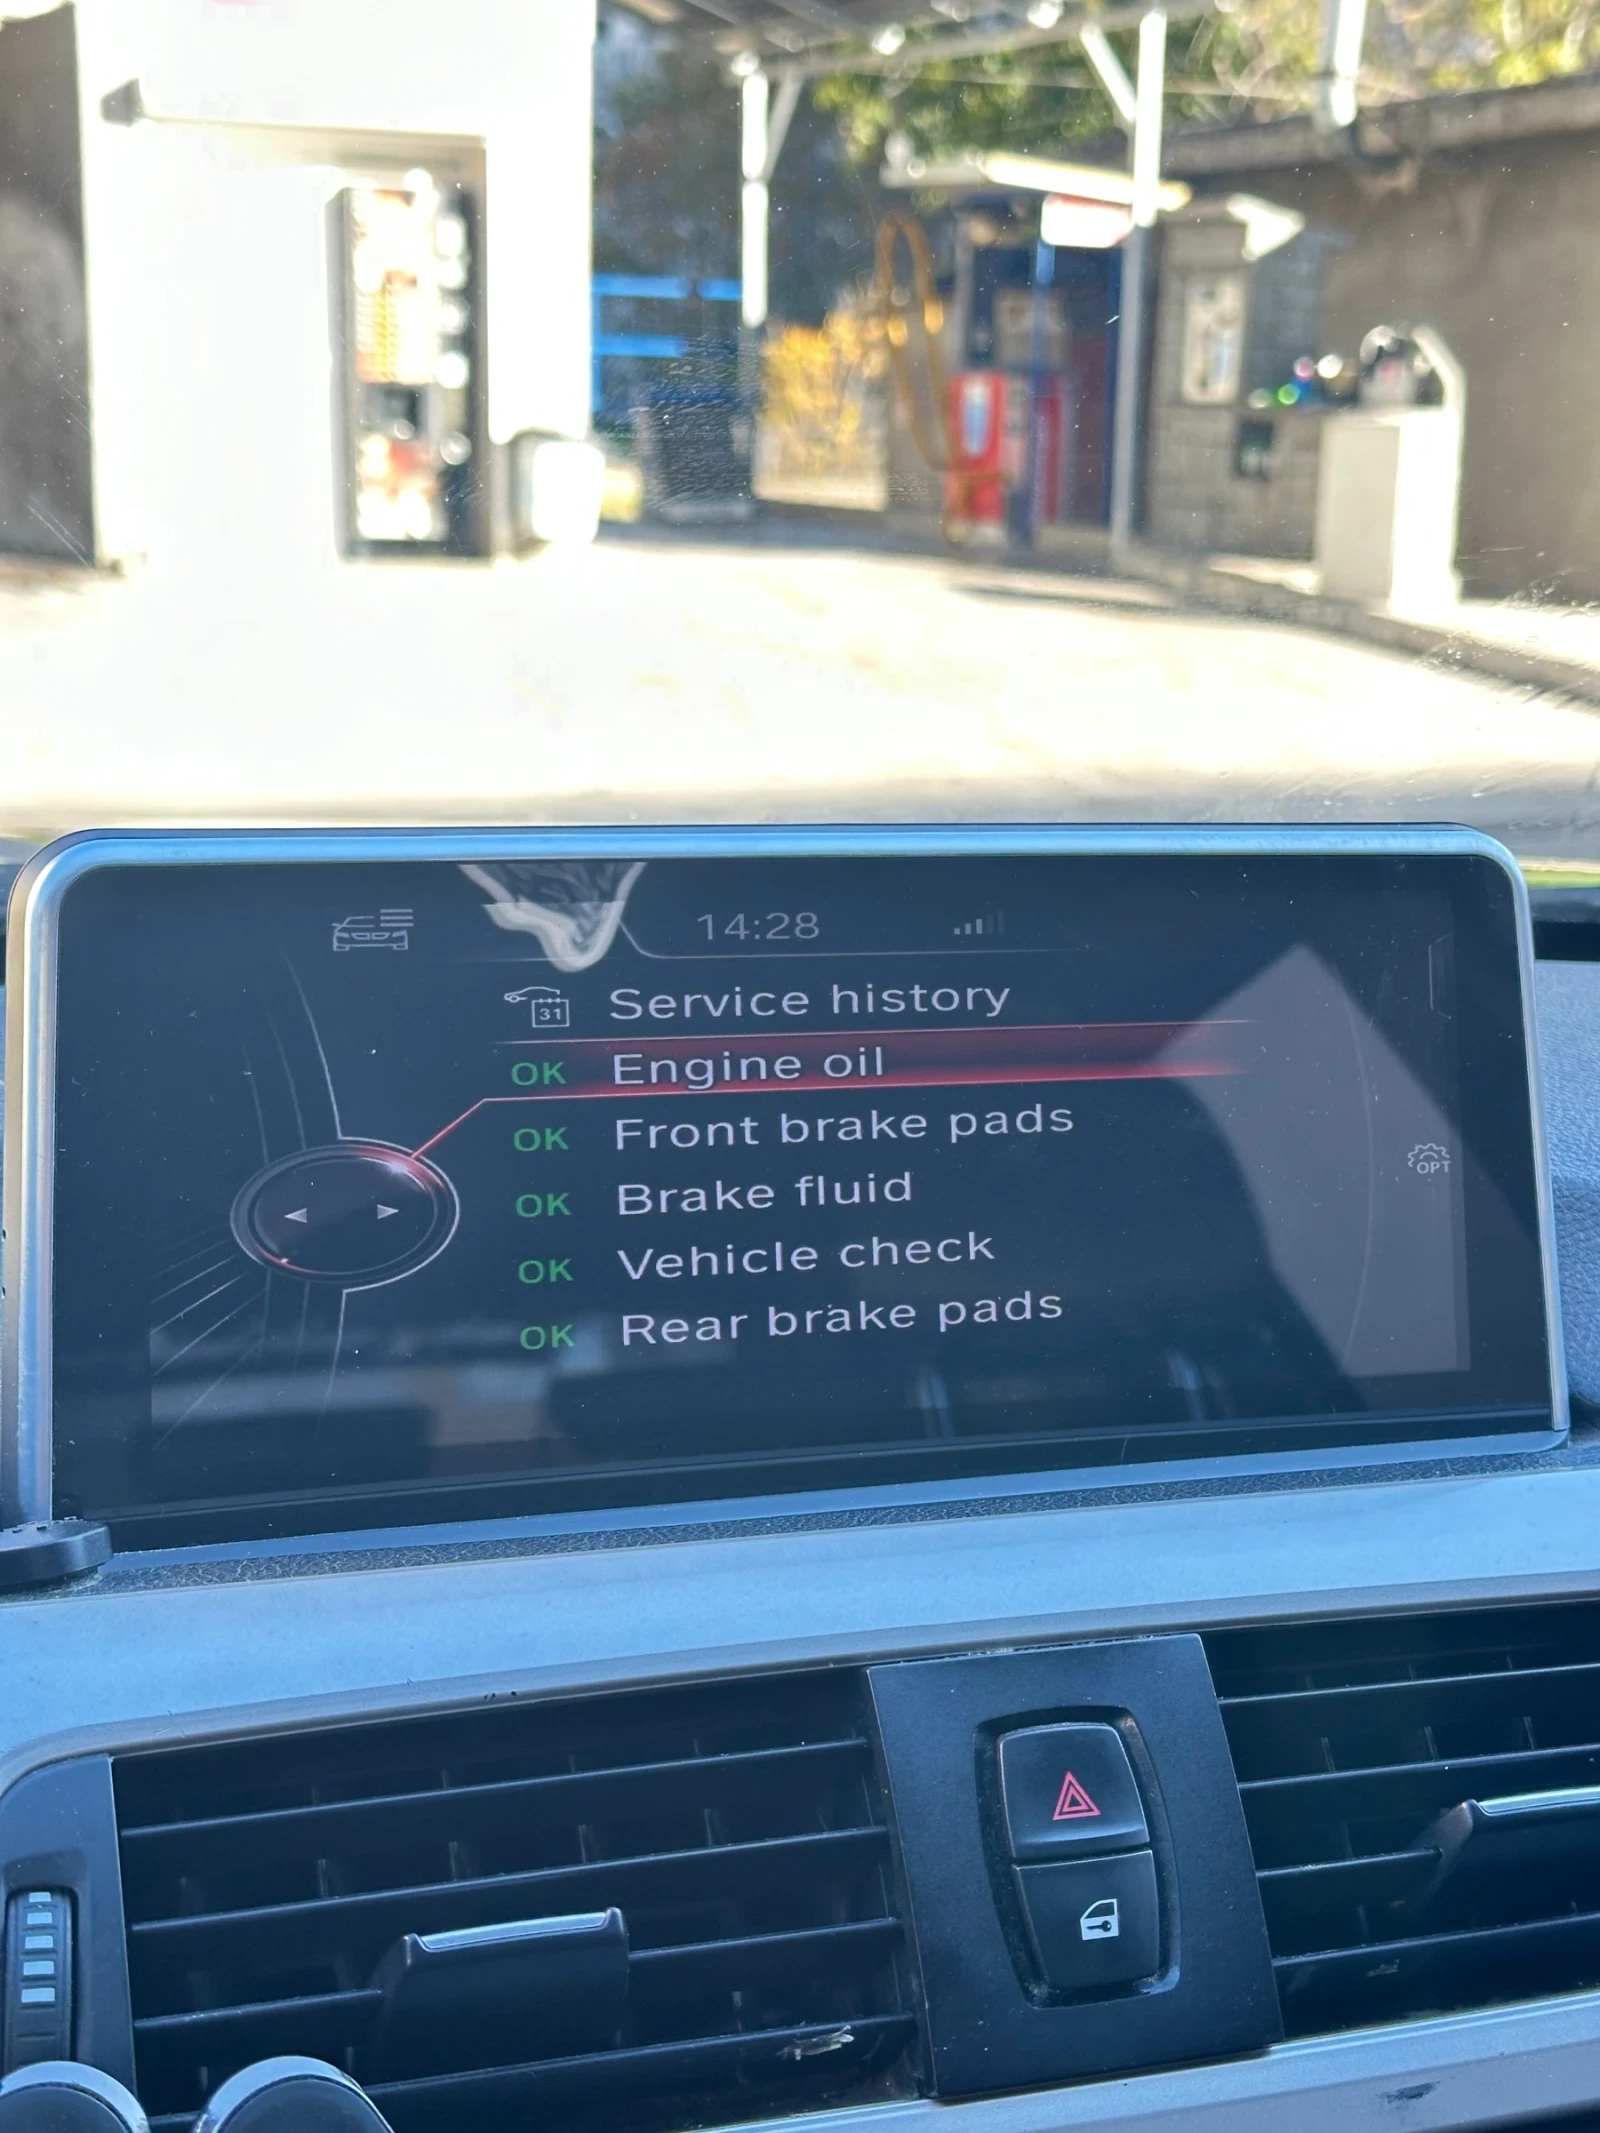 14:28
31 Service history
OK Engine oil
OK Front brake pads
OK Brake fluid
OK Vehicle check
OK Rear brake pads
OPT